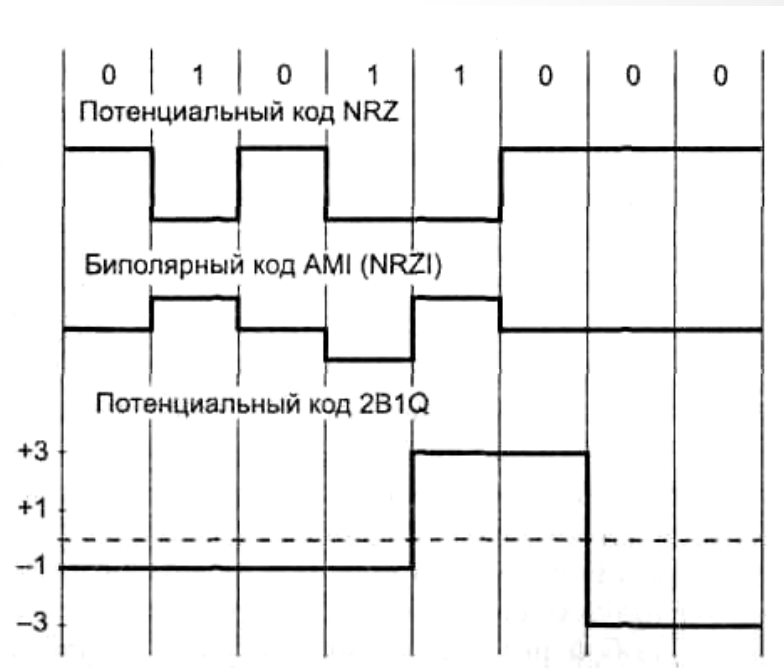 0 1 0 1 1 0 0 0
Потенциальный код NRZ
Биполярный код AMI (NRZI)
Потенциальный код 2B1Q
+3
+1
–1
–3